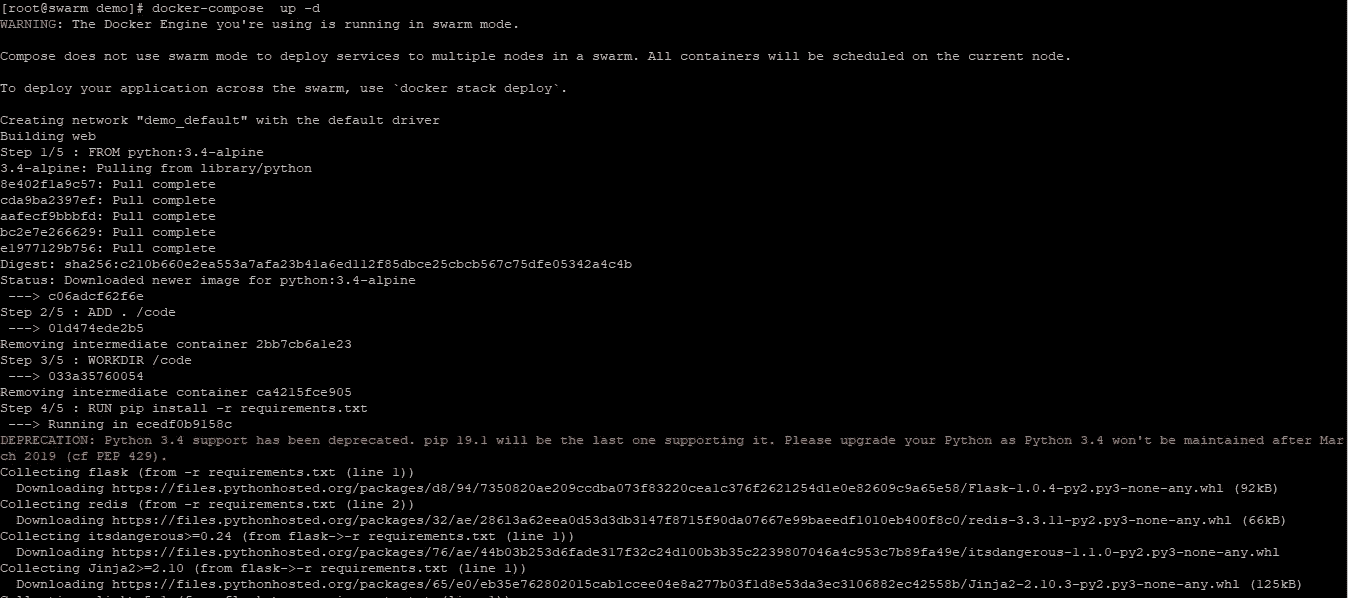 [root@swarm demo]# docker-compose  up -d
WARNING: The Docker Engine you're using is running in swarm mode.
Compose does not use swarm mode to deploy services to multiple nodes in a swarm. All containers will be scheduled on the current node.
To deploy your application across the swarm, use `docker stack deploy`.
Creating network "demo_default" with the default driver
Building web
Step 1/5 : FROM python:3.4-alpine
3.4-alpine: Pulling from library/python
8e402f1a9c57: Pull complete
cda9ba2397ef: Pull complete
aafecf9bbbfd: Pull complete
bc2e7e266629: Pull complete
e1977129b756: Pull complete
Digest: sha256:c210b660e2ea553a7afa23b41a6ed112f85dbce25cbcb567c75dfe05342a4c4b
Status: Downloaded newer image for python:3.4-alpine
 ---> c06adcf62f6e
Step 2/5 : ADD . /code
 ---> 01d474ede2b5
Removing intermediate container 2bb7cb6a1e23
Step 3/5 : WORKDIR /code
 ---> 033a35760054
Removing intermediate container ca4215fce905
Step 4/5 : RUN pip install -r requirements.txt
 ---> Running in ecedf0b9158c
DEPRECATION: Python 3.4 support has been deprecated. pip 19.1 will be the last one supporting it. Please upgrade your Python as Python 3.4 won't be maintained after Mar
ch 2019 (cf PEP 429).
Collecting flask (from -r requirements.txt (line 1))
  Downloading https://files.pythonhosted.org/packages/d8/94/7350820ae209ccdba073f83220cea1c376f2621254d1e0e82609c9a65e58/Flask-1.0.4-py2.py3-none-any.whl (92kB)
Collecting redis (from -r requirements.txt (line 2))
  Downloading https://files.pythonhosted.org/packages/32/ae/28613a62eea0d53d3db3147f8715f90da07667e99baeedf1010eb400f8c0/redis-3.3.11-py2.py3-none-any.whl (66kB)
Collecting itsdangerous>=0.24 (from flask->-r requirements.txt (line 1))
  Downloading https://files.pythonhosted.org/packages/76/ae/44b03b253d6fade317f32c24d100b3b35c2239807046a4c953c7b89fa49e/itsdangerous-1.1.0-py2.py3-none-any.whl
Collecting Jinja2>=2.10 (from flask->-r requirements.txt (line 1))
  Downloading https://files.pythonhosted.org/packages/65/e0/eb35e762802015cab1ccee04e8a277b03f1d8e53da3ec3106882ec42558b/Jinja2-2.10.3-py2.py3-none-any.whl (125kB)